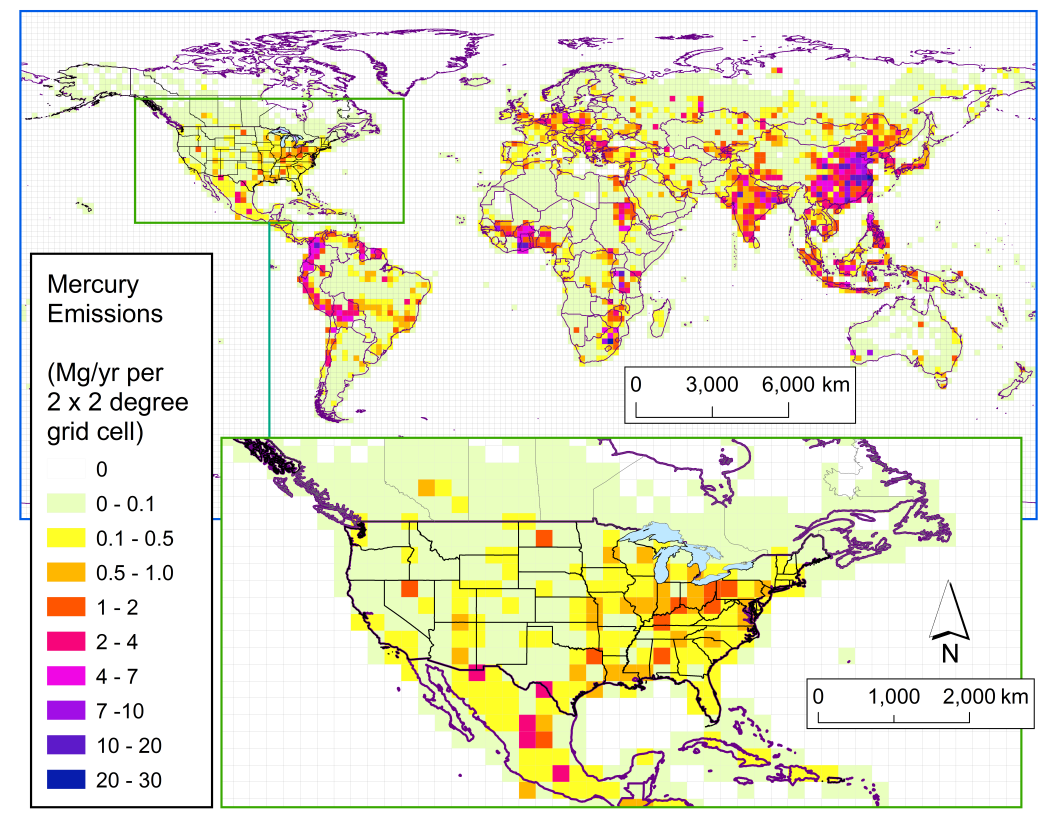 Mercury
Emissions
(Mg/yr per
2 x 2 degree
grid cell)
0
0 - 0.1
0.1 - 0.5
0.5 - 1.0
1 - 2
2 - 4
4 - 7
7 -10
10 - 20
20 - 30
0 3,000 6,000 km
N
0 1,000 2,000 km